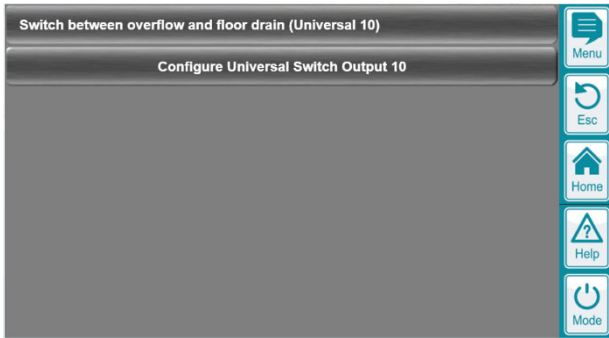 Switch between overflow and floor drain (Universal 10)
Configure Universal Switch Output 10
Menu
Esc
Home
?
Help
Mode